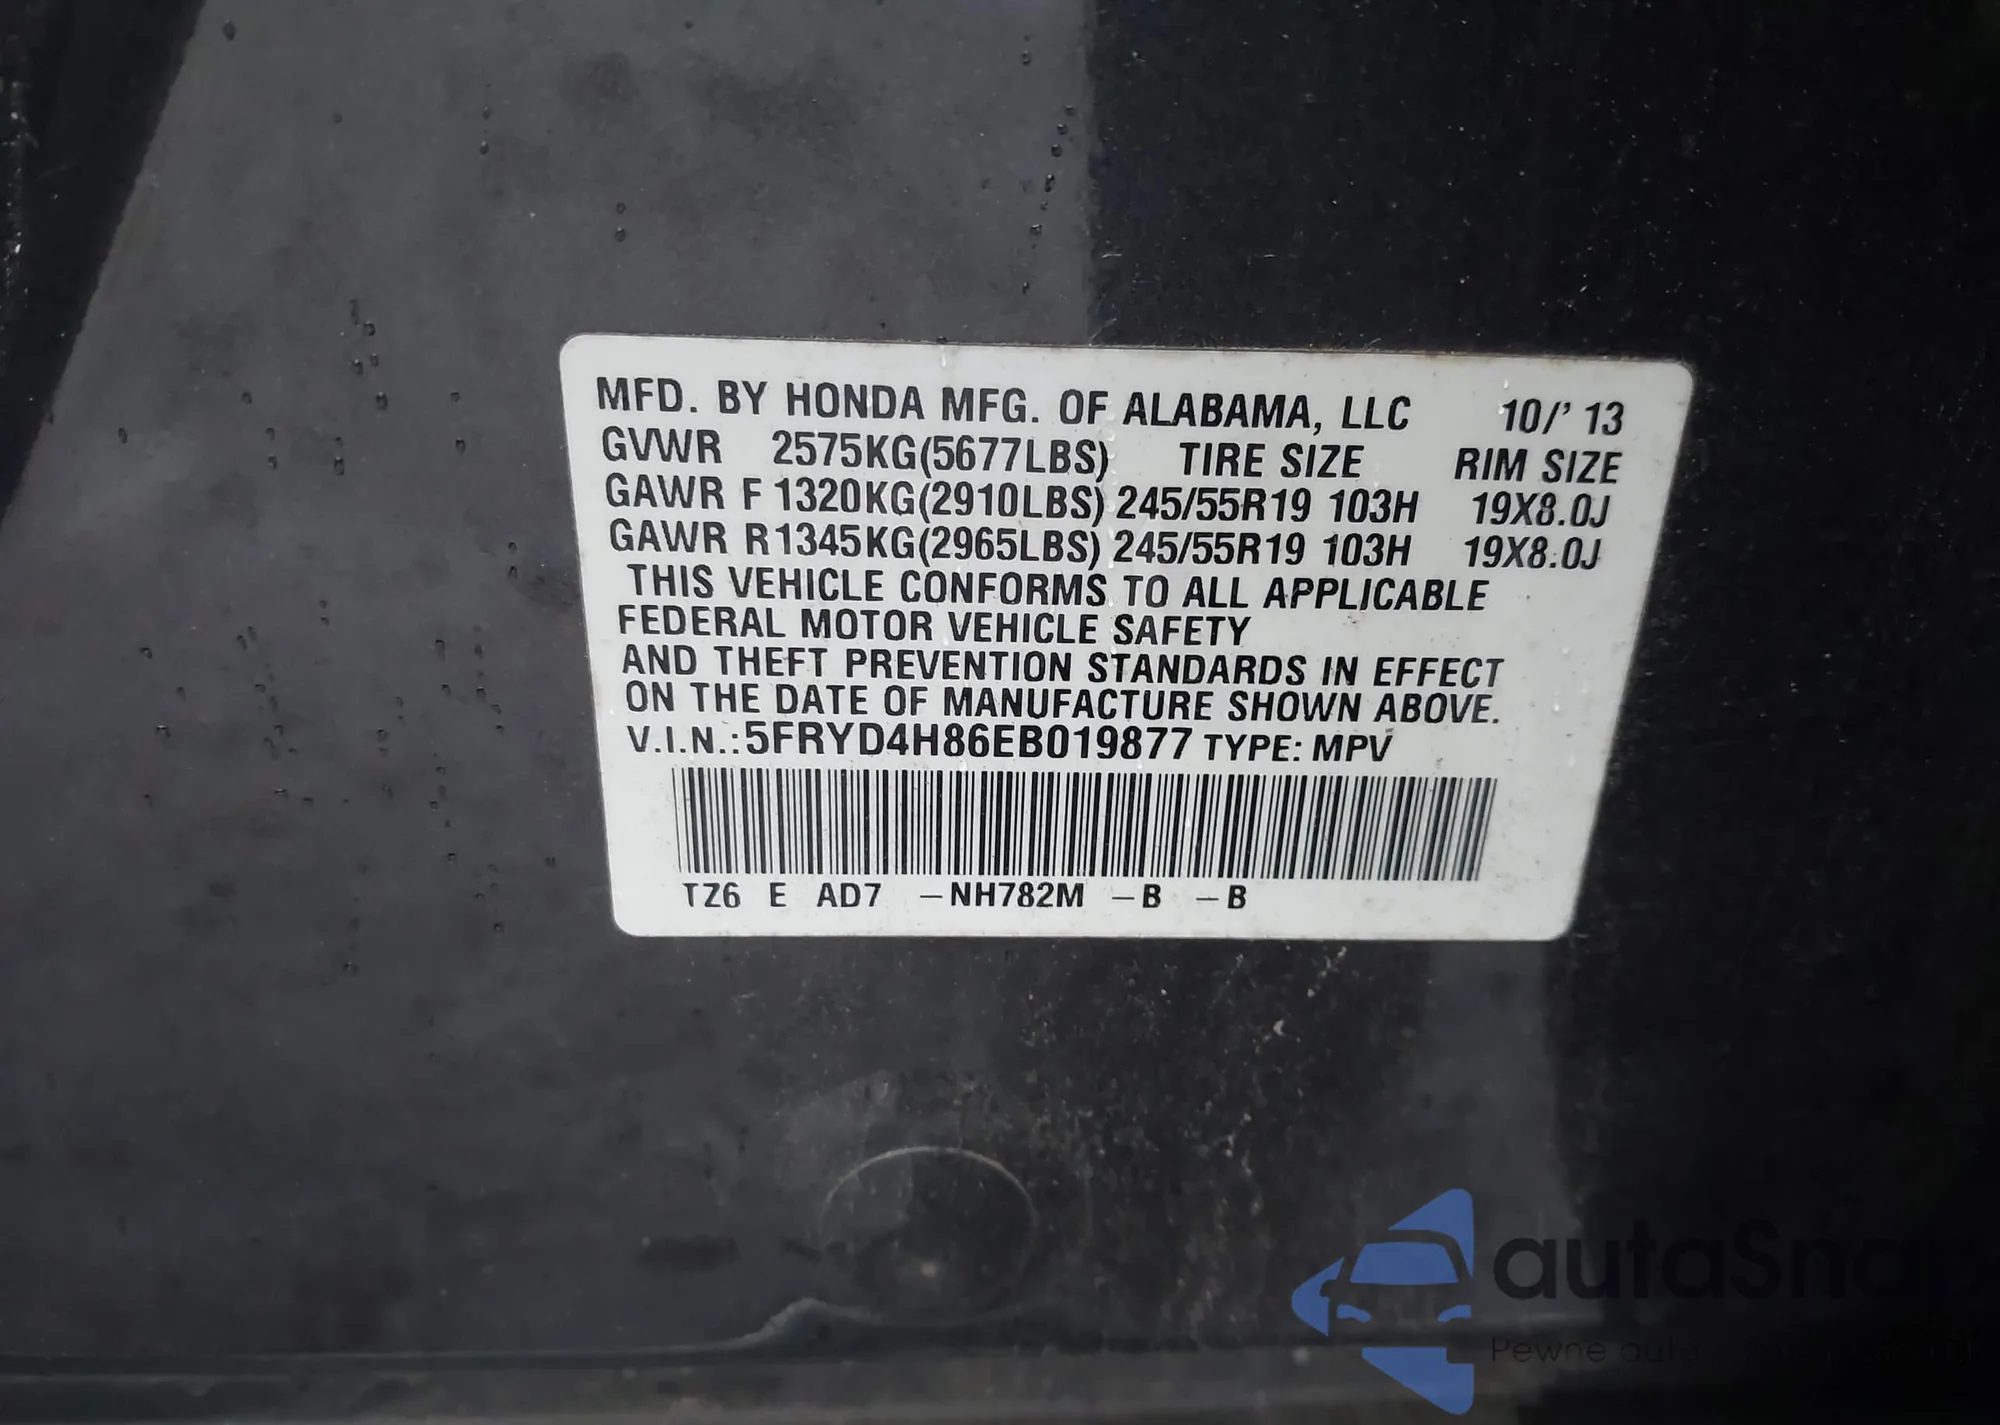 MFD. BY HONDA MFG. OF ALABAMA, LLC 10/' 13
GVWR 2575KG(5677LBS) TIRE SIZE RIM SIZE
GAWR F 1320KG(2910LBS) 245/55R19 103H 19X8.0J
GAWR R1345KG(2965LBS) 245/55R19 103H 19X8.0J
THIS VEHICLE CONFORMS TO ALL APPLICABLE
FEDERAL MOTOR VEHICLE SAFETY
AND THEFT PREVENTION STANDARDS IN EFFECT
ON THE DATE OF MANUFACTURE SHOWN ABOVE.
V.I.N.:5FRYD4H86EB019877 TYPE: MPV
TZ6 E AD7 –NH782M –B –B
autaSnap
Pewne auta